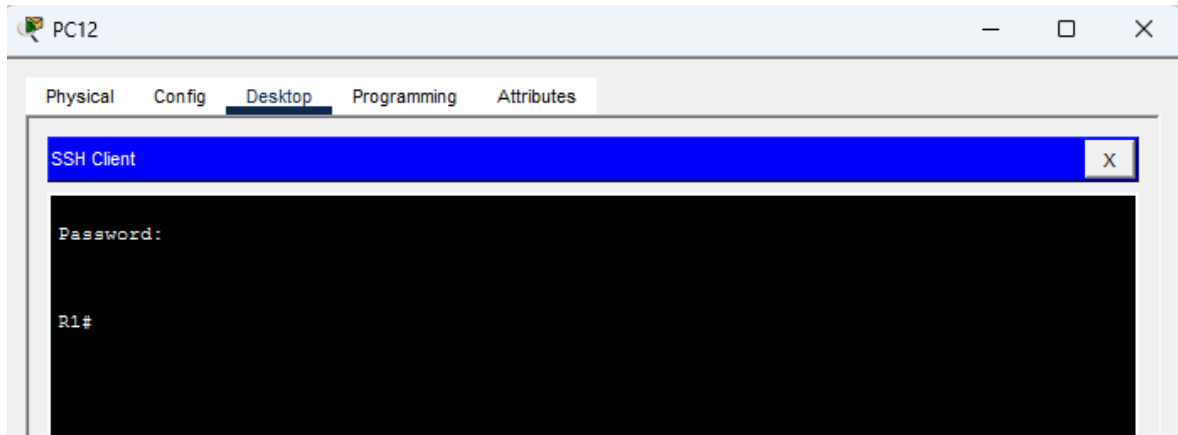 PC12
Physical Config Desktop Programming Attributes
SSH Client X
Password:
R1#